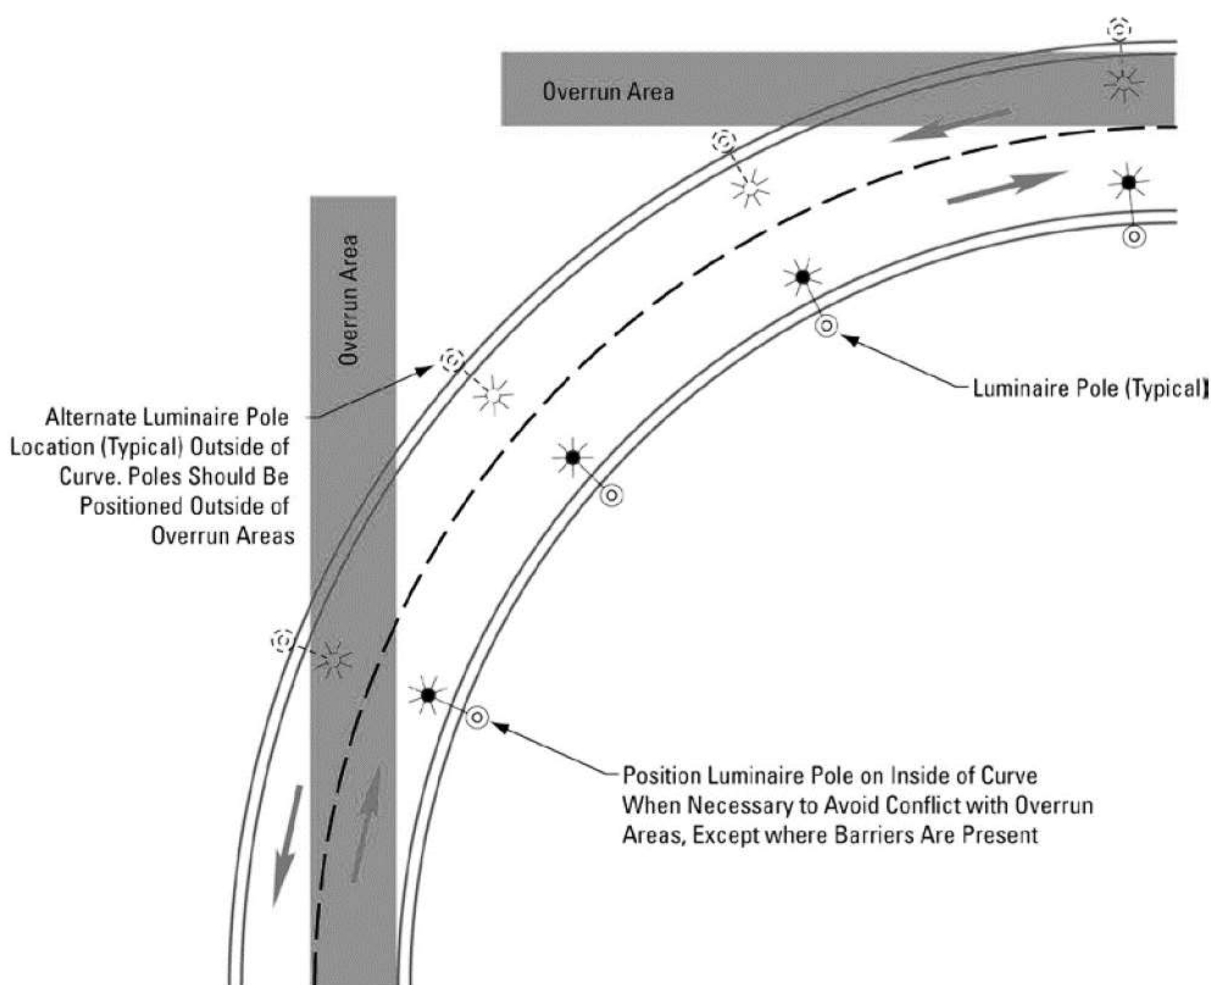 Overrun Area
Overrun Area
Alternate Luminaire Pole
Location (Typical) Outside of
Curve. Poles Should Be
Positioned Outside of
Overrun Areas
Luminaire Pole (Typical)
Position Luminaire Pole on Inside of Curve
When Necessary to Avoid Conflict with Overrun
Areas, Except where Barriers Are Present